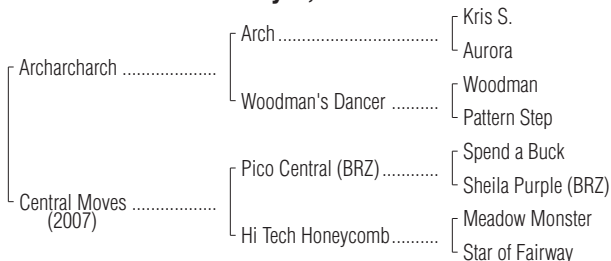 Kris S.
Arch
Aurora
Archarcharch
Woodman
Woodman's Dancer
Pattern Step
Spend a Buck
Pico Central (BRZ)
Sheila Purple (BRZ)
Central Moves
(2007)
Meadow Monster
Hi Tech Honeycomb
Star of Fairway